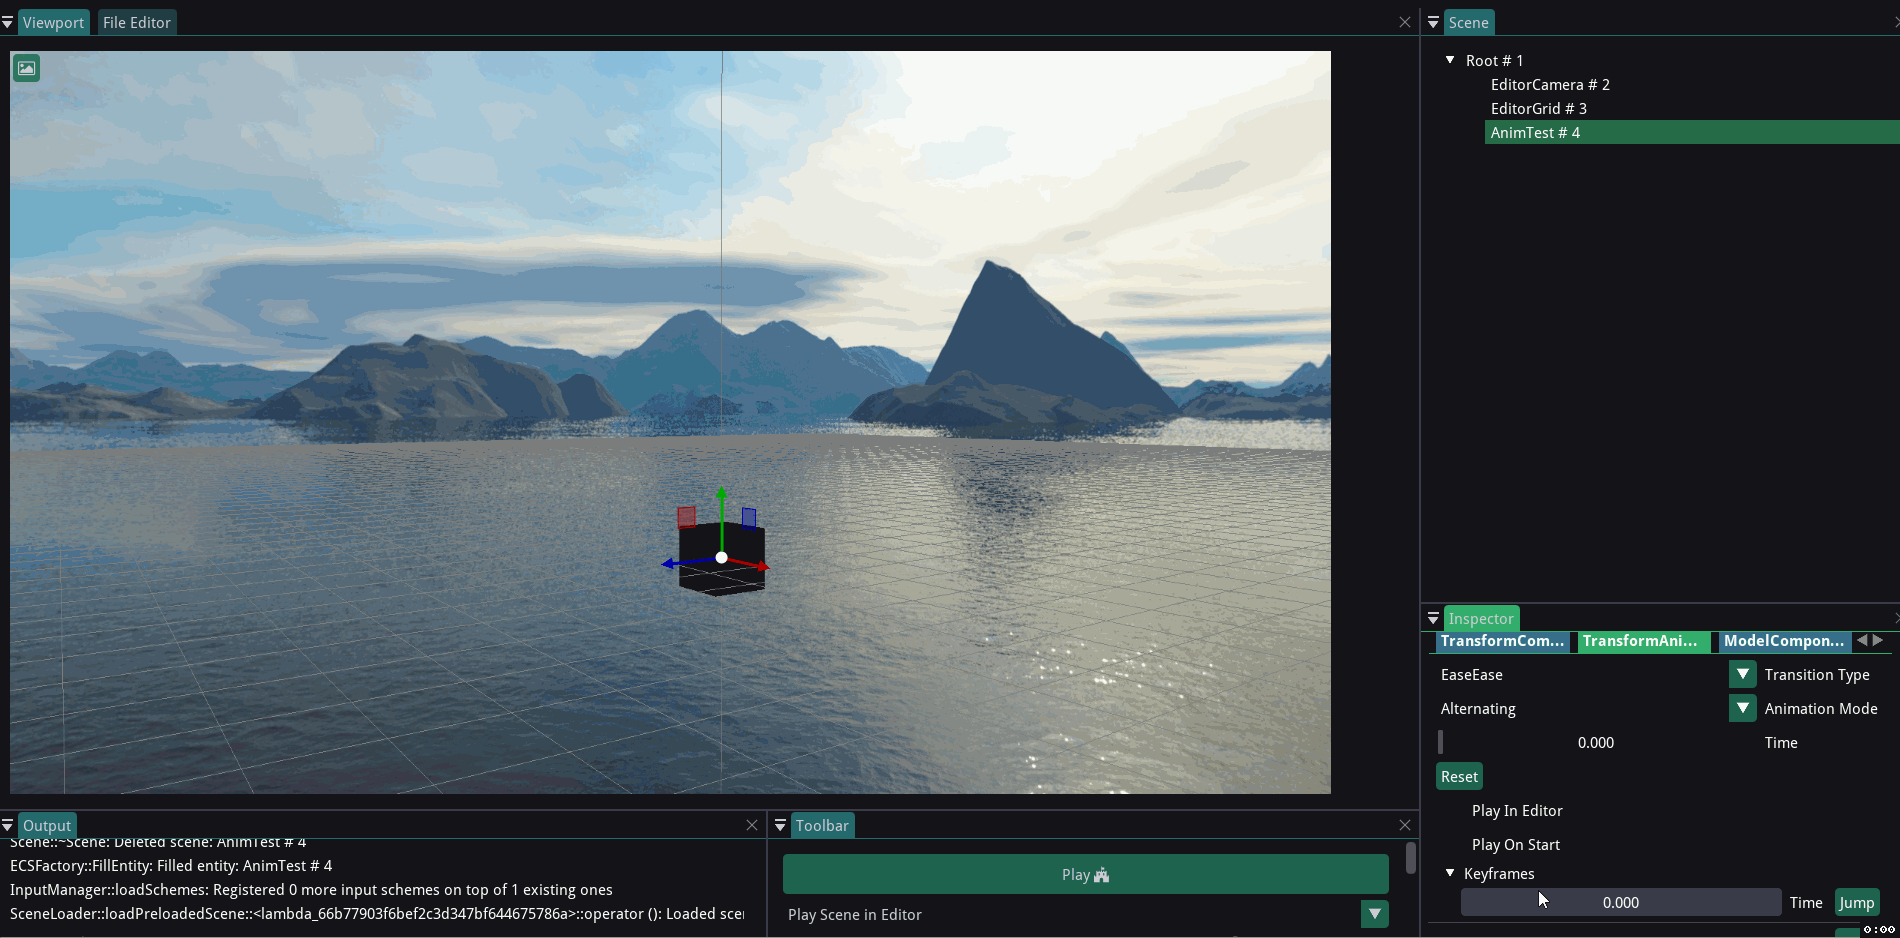 Viewport File Editor
Scene
Root # 1
EditorCamera # 2
EditorGrid # 3
AnimTest # 4
Inspector
TransformCom... TransformAni... ModelCompon...
EaseEase Transition Type
Alternating Animation Mode
0.000 Time
Reset
Play In Editor
Play On Start
Keyframes
0.000 Time Jump
0:00
Output
Scene::~Scene: Deleted scene: AnimTest # 4
ECSFactory::FillEntity: Filled entity: AnimTest # 4
InputManager::loadSchemes: Registered 0 more input schemes on top of 1 existing ones
SceneLoader::loadPreloadedScene::<lambda_66b77903f6bef2c3d347bf644675786a>::operator (): Loaded scei
Toolbar
Play
Play Scene in Editor